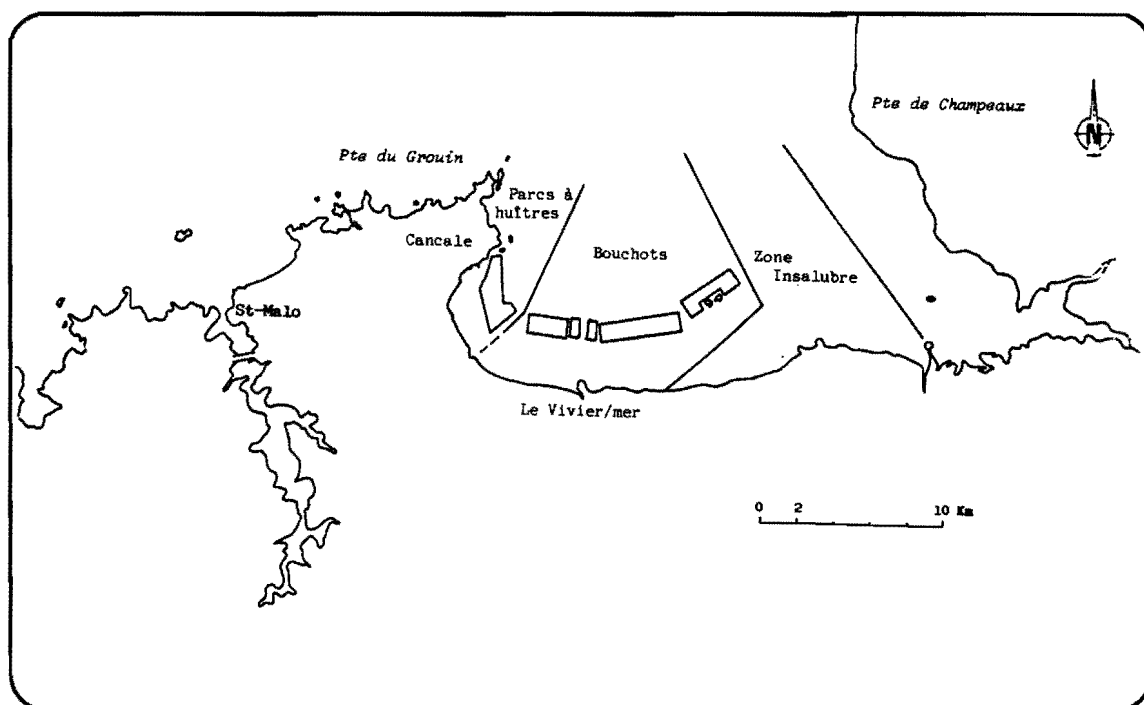 Pte de Champeaux
N
Pte du Grouin
Parcs à
huîtres
Cancale
Bouchots
Zone
Insalubre
St-Malo
Le Vivier/mer
0 2 10 Km